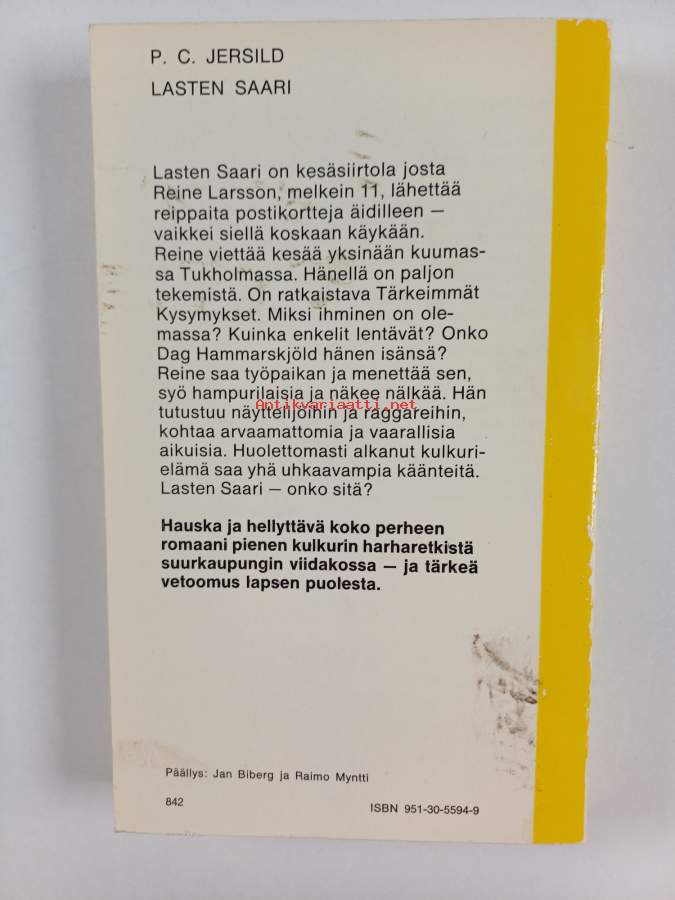 P. C. JERSILD
LASTEN SAARI
Lasten Saari on kesäsiirtola josta
Reine Larsson, melkein 11, lähettää
reippaita postikortteja äidilleen –
vaikkei siellä koskaan käykään.
Reine viettää kesää yksinään kuumas-
sa Tukholmassa. Hänellä on paljon
tekemistä. On ratkaistava Tärkeimmät
Kysymykset. Miksi ihminen on ole-
massa? Kuinka enkelit lentävät? Onko
Dag Hammarskjöld hänen isänsä?
Reine saa työpaikan ja menettää sen,
syö hampurilaisia ja näkee nälkää. Hän
Antikvariaatti.net
tutustuu näyttelijöihin ja raggareihin,
kohtaa arvaamattomia ja vaarallisia
aikuisia. Huolettomasti alkanut kulkuri-
elämä saa yhä uhkaavampia käänteitä.
Lasten Saari – onko sitä?
Hauska ja hellyttävä koko perheen
romaani pienen kulkurin harharetkistä
suurkaupungin viidakossa – ja tärkeä
vetoomus lapsen puolesta.
Päällys: Jan Biberg ja Raimo Myntti
842
ISBN 951-30-5594-9